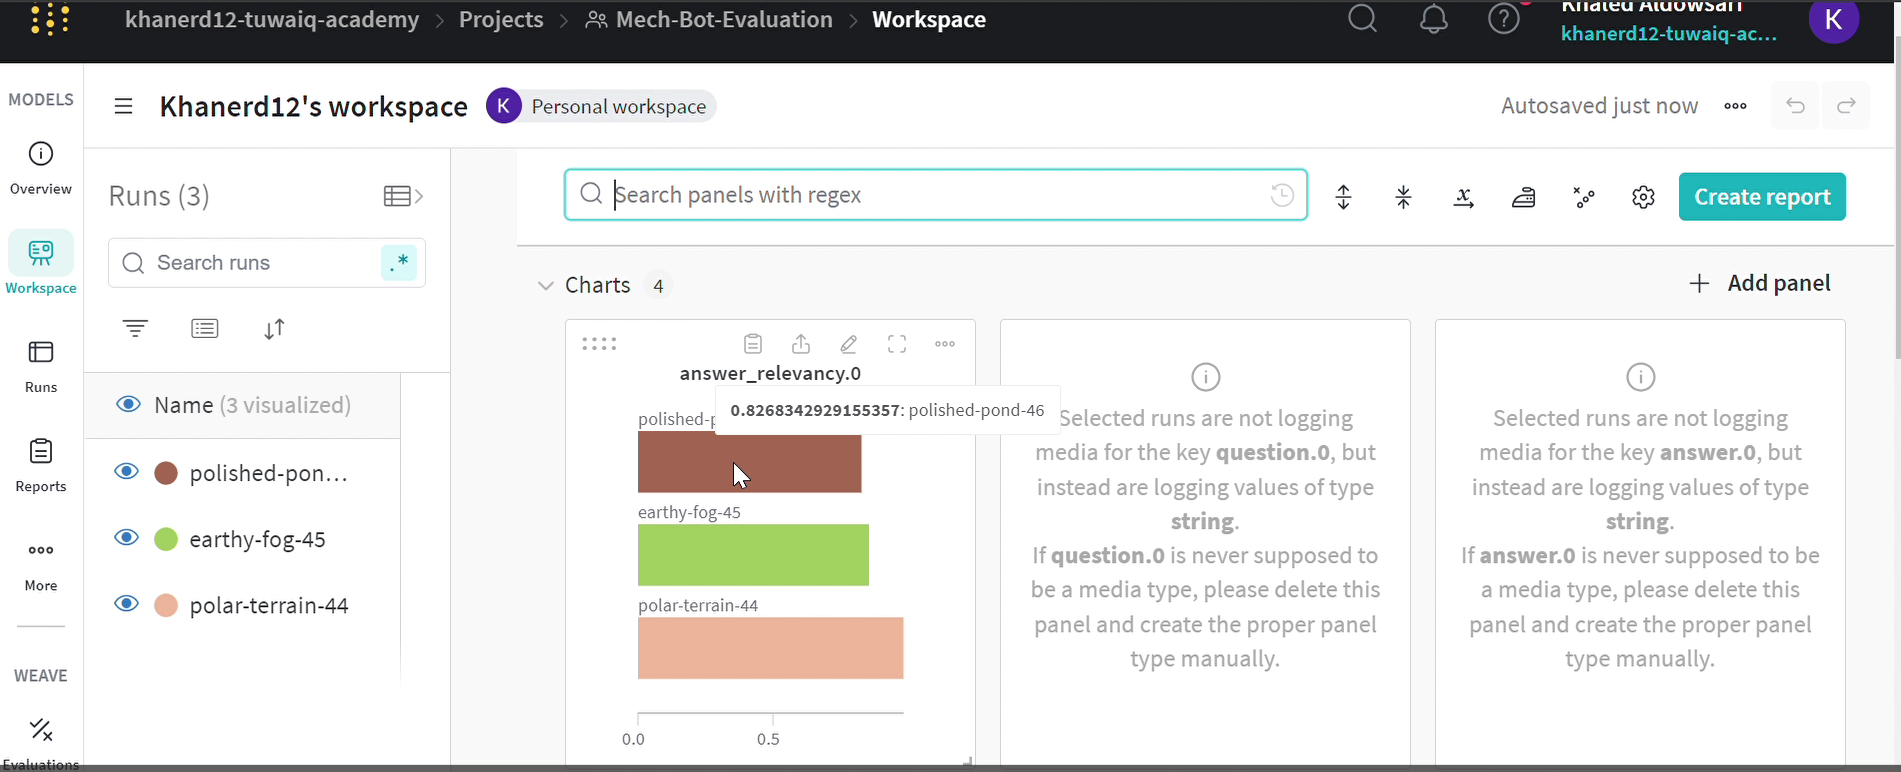 khanerd12-tuwaiq-academy > Projects > Mech-Bot-Evaluation > Workspace
Khaled Aldowsari
khanerd12-tuwaiq-ac...
K
MODELS
Overview
Workspace
Runs
Reports
More
WEAVE
Evaluations
Khanerd12's workspace
K
Personal workspace
Autosaved just now
Runs (3)
Search runs
.*
Name (3 visualized)
polished-pon...
earthy-fog-45
polar-terrain-44
Search panels with regex
Create report
Charts 4
Add panel
answer_relevancy.0
polished-p
0.8268342929155357: polished-pond-46
earthy-fog-45
polar-terrain-44
0.0 0.5
Selected runs are not logging
media for the key question.0, but
instead are logging values of type
string.
If question.0 is never supposed to
be a media type, please delete this
panel and create the proper panel
type manually.
Selected runs are not logging
media for the key answer.0, but
instead are logging values of type
string.
If answer.0 is never supposed to be
a media type, please delete this
panel and create the proper panel
type manually.